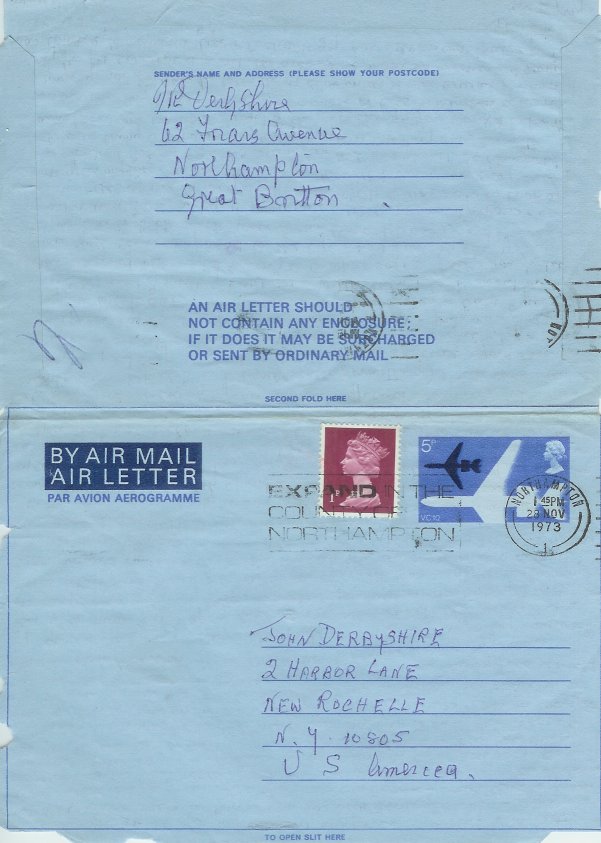 SENDER'S NAME AND ADDRESS (PLEASE SHOW YOUR POSTCODE)
Derbyshire
62 Friars Avenue
Northampton
Great Britton
AN AIR LETTER SHOULD
NOT CONTAIN ANY ENCLOSURE;
IF IT DOES IT MAY BE SURCHARGED
OR SENT BY ORDINARY MAIL
SECOND FOLD HERE
BY AIR MAIL
AIR LETTER
PAR AVION AEROGRAMME
5P
VC10
EXPAND IN THE
COUNTY OF
NORTHAMPTON
NORTHAMPTON
1 45PM
28 NOV
1973
JOHN DERBYSHIRE
2 HARBOR LANE
NEW ROCHELLE
N.Y. 10805
U S America.
TO OPEN SLIT HERE